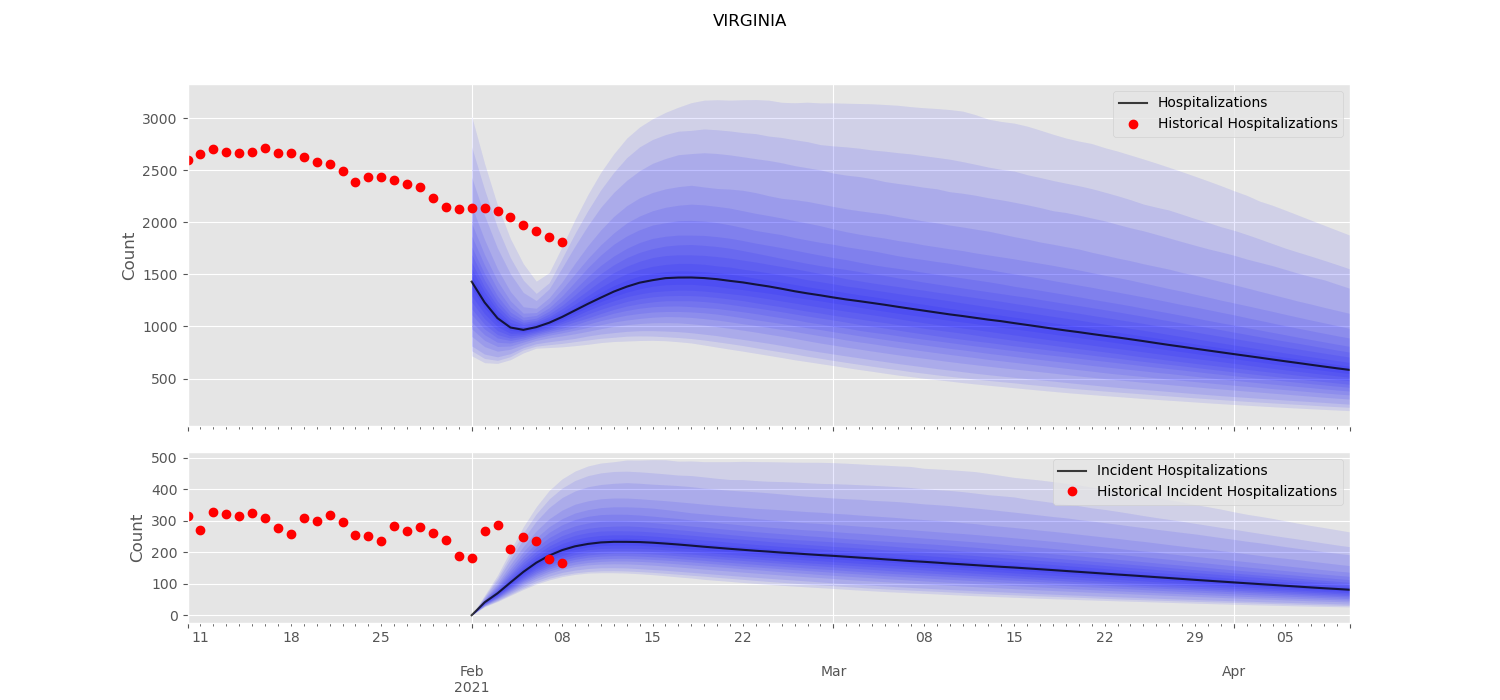 VIRGINIA
Count
3000
2500
2000
1500
1000
500
Hospitalizations
Historical Hospitalizations
Count
500
400
300
200
100
0
Incident Hospitalizations
Historical Incident Hospitalizations
11 18 25 08 15 22 08 15 22 29 05
Feb Mar Apr
2021